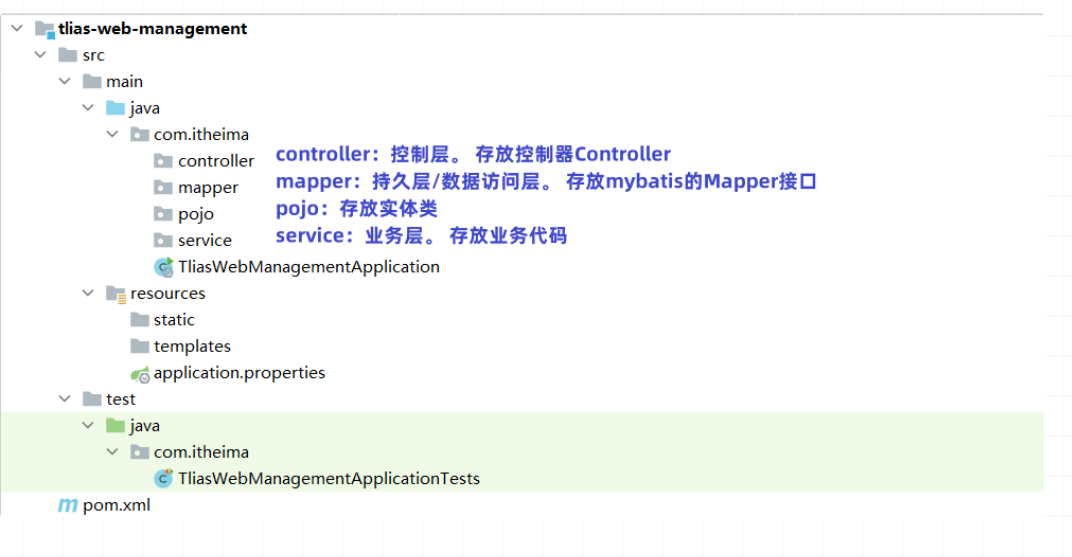 tlias-web-management
src
main
java
com.itheima
controller controller：控制层。 存放控制器Controller
mapper mapper：持久层/数据访问层。 存放mybatis的Mapper接口
pojo pojo：存放实体类
service service：业务层。 存放业务代码
TliasWebManagementApplication
resources
static
templates
application.properties
test
java
com.itheima
TliasWebManagementApplicationTests
pom.xml